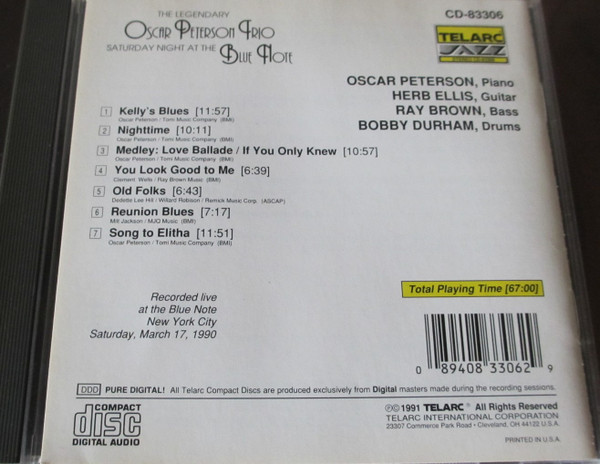 THE LEGENDARY
OSCAR PETERSON TRIO
SATURDAY NIGHT AT THE BLUE NOTE
CD-83306
TELARC
JAZZ
OSCAR PETERSON, Piano
HERB ELLIS, Guitar
RAY BROWN, Bass
BOBBY DURHAM, Drums
1 Kelly's Blues [11:57]
Oscar Peterson / Tomi Music Company (BMI)
2 Nighttime [10:11]
Oscar Peterson / Tomi Music Company (BMI)
3 Medley: Love Ballade / If You Only Knew [10:57]
Oscar Peterson / Tomi Music Company (BMI)
4 You Look Good to Me [6:39]
Clement Wells / Ray Brown Music (BMI)
5 Old Folks [6:43]
Dedette Lee Hill / Willard Robison / Remick Music Corp. (ASCAP)
6 Reunion Blues [7:17]
Milt Jackson / MJQ Music (BMI)
7 Song to Elitha [11:51]
Oscar Peterson / Tomi Music Company (BMI)
Total Playing Time [67:00]
Recorded live
at the Blue Note
New York City
Saturday, March 17, 1990
0 89408 33062 9
DDD PURE DIGITAL! All Telarc Compact Discs are produced exclusively from Digital masters made during the recording sessions.
COMPACT
disc
DIGITAL AUDIO
℗©1991 TELARC® All Rights Reserved
TELARC INTERNATIONAL CORPORATION
23307 Commerce Park Road • Cleveland, OH 44122 U.S.A.
PRINTED IN U.S.A.